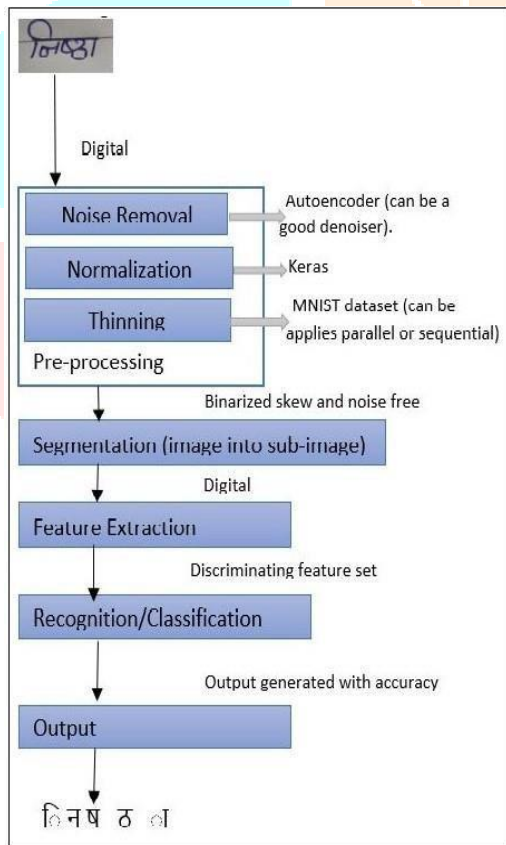 निष्ठा
Digital
Noise Removal
Autoencoder (can be a
good denoiser).
Normalization
Keras
Thinning
MNIST dataset (can be
applies parallel or sequential)
Pre-processing
Binarized skew and noise free
Segmentation (image into sub-image)
Digital
Feature Extraction
Discriminating feature set
Recognition/Classification
Output generated with accuracy
Output
ि न ष ठ ा